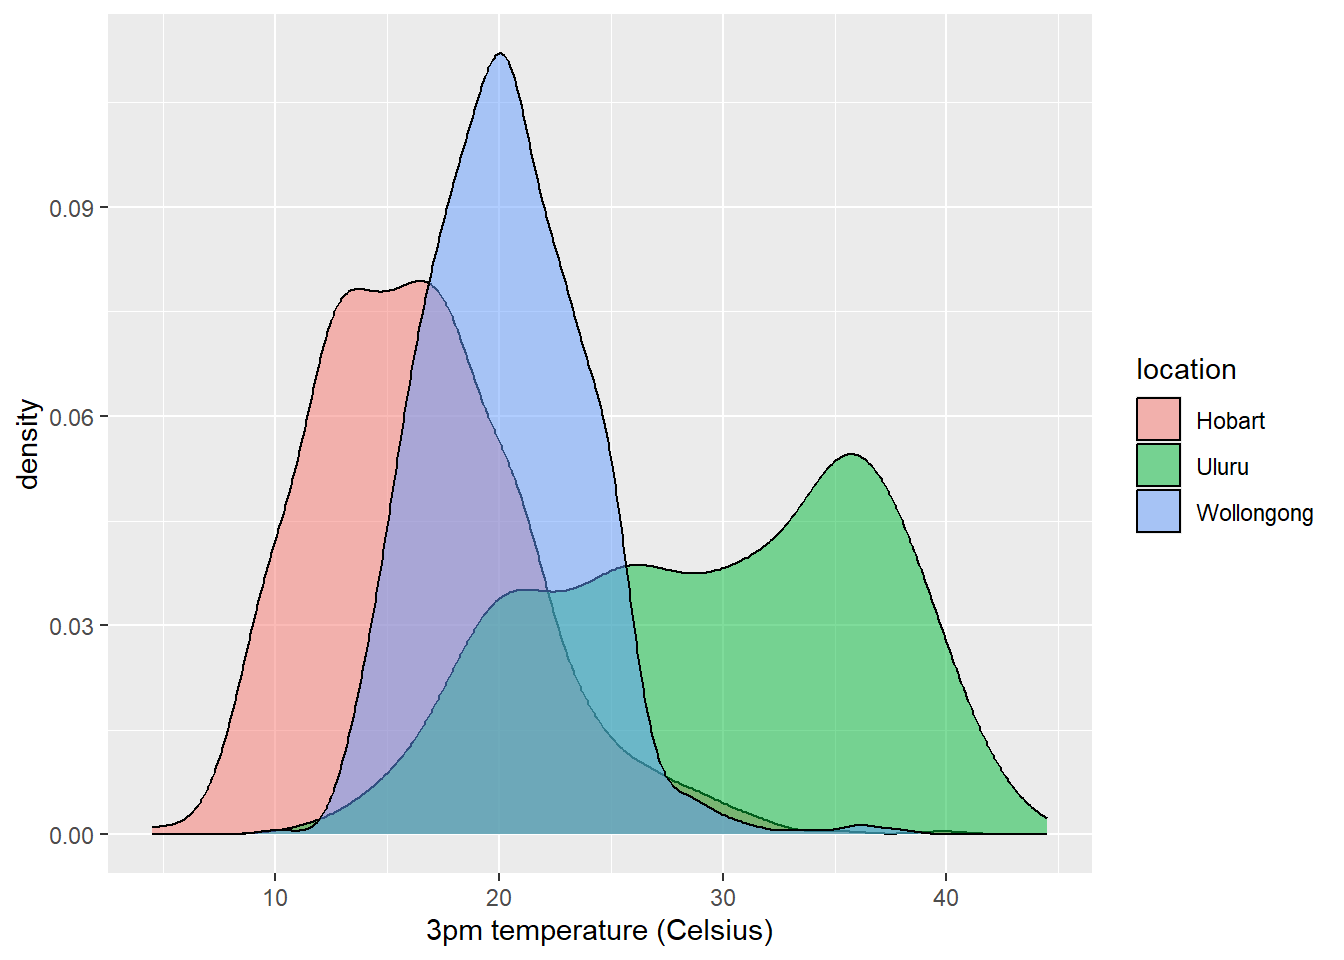 0.09
0.06
0.03
0.00
density
10 20 30 40
3pm temperature (Celsius)
location
Hobart
Uluru
Wollongong